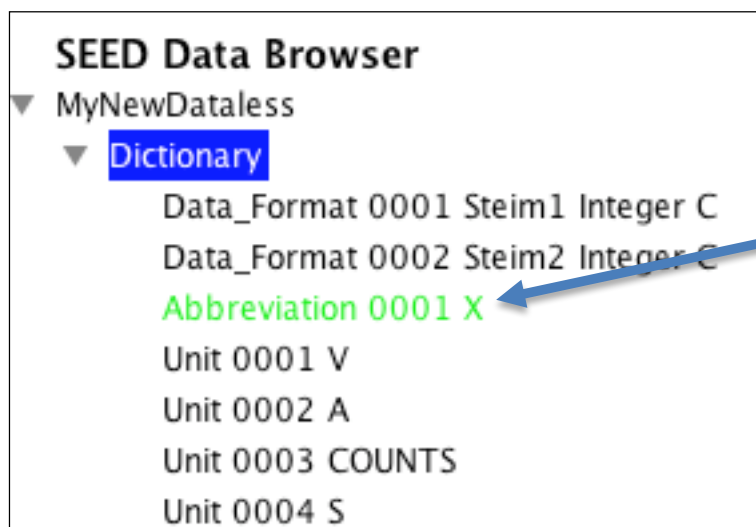 SEED Data Browser
MyNewDataless
Dictionary
Data_Format 0001 Steim1 Integer C
Data_Format 0002 Steim2 Integer C
Abbreviation 0001 X
Unit 0001 V
Unit 0002 A
Unit 0003 COUNTS
Unit 0004 S